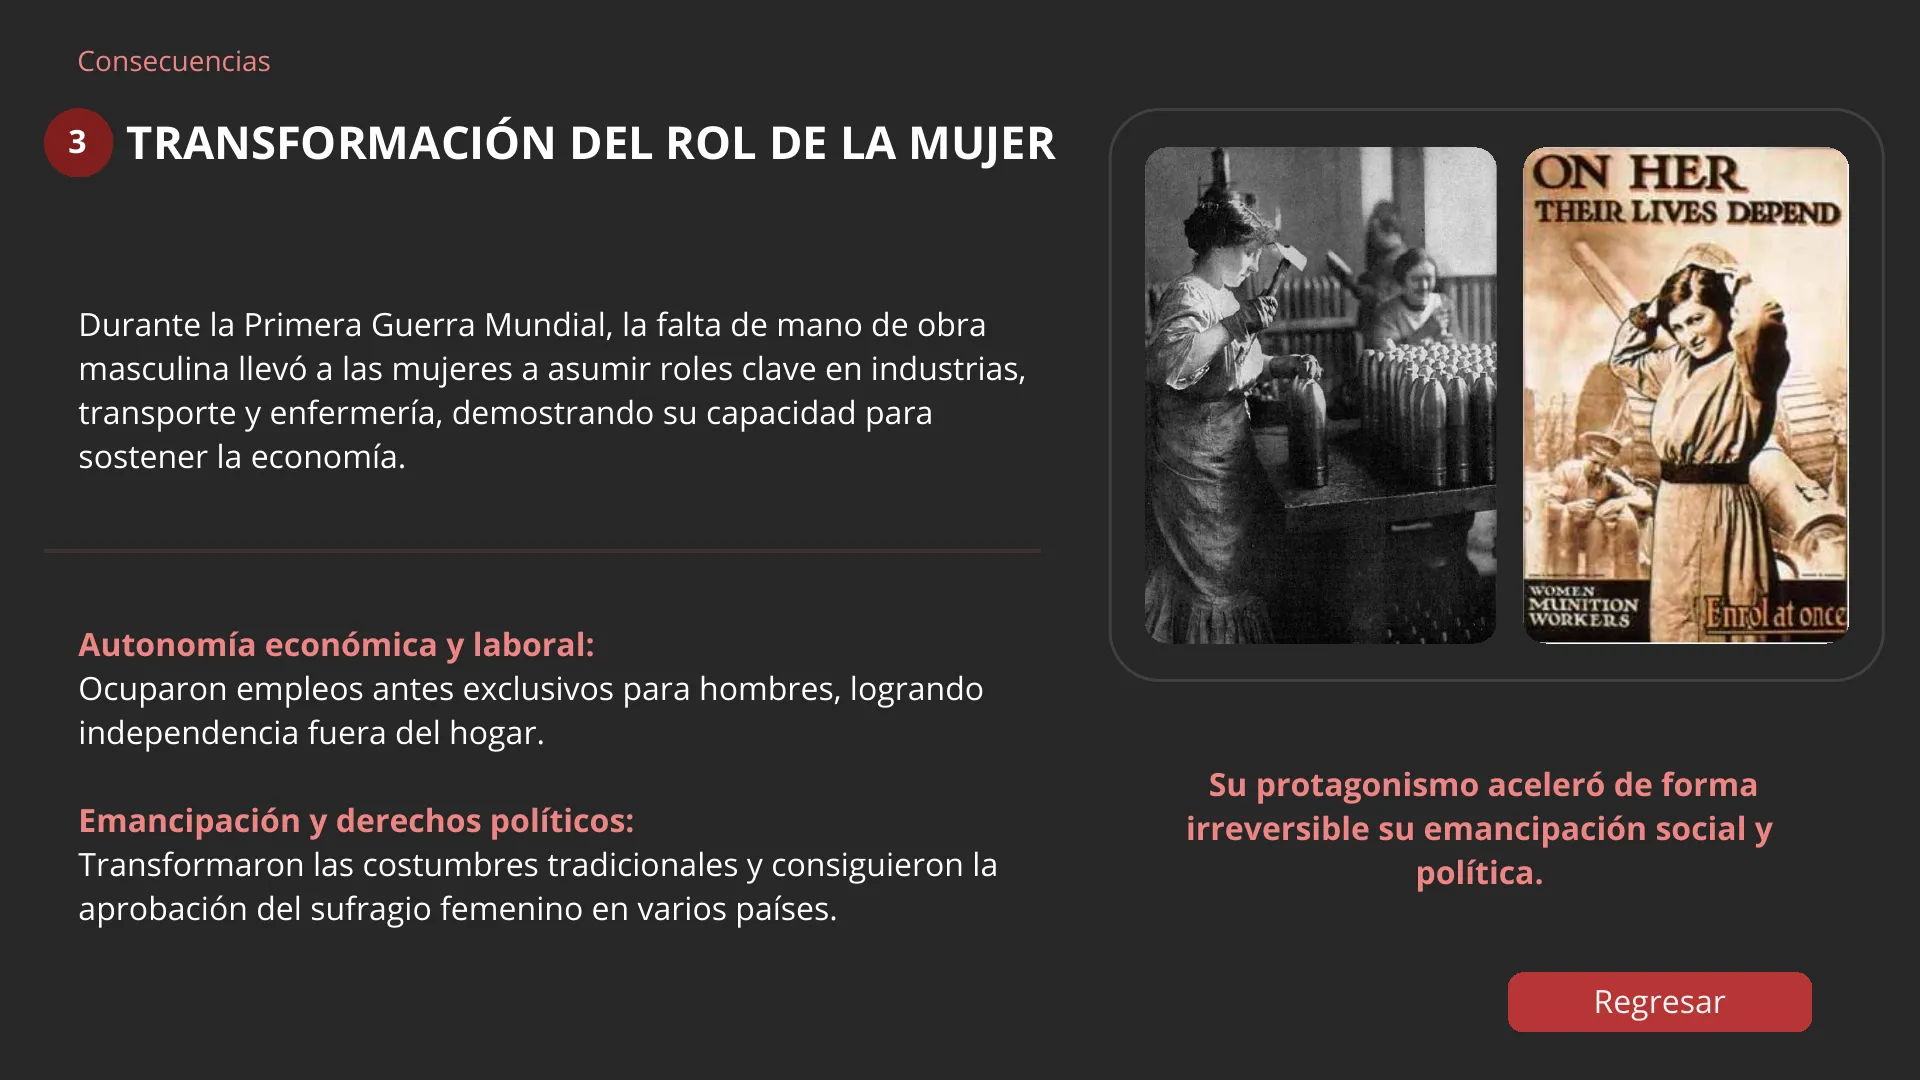 Consecuencias
3 TRANSFORMACIÓN DEL ROL DE LA MUJER
Durante la Primera Guerra Mundial, la falta de mano de obra
masculina llevó a las mujeres a asumir roles clave en industrias,
transporte y enfermería, demostrando su capacidad para
sostener la economía.
Autonomía económica y laboral:
Ocuparon empleos antes exclusivos para hombres, logrando
independencia fuera del hogar.
Emancipación y derechos políticos:
Transformaron las costumbres tradicionales y consiguieron la
aprobación del sufragio femenino en varios países.
ON HER
THEIR LIVES DEPEND
WOMEN
MUNITION
WORKERS
Enrol at once
Su protagonismo aceleró de forma
irreversible su emancipación social y
política.
Regresar